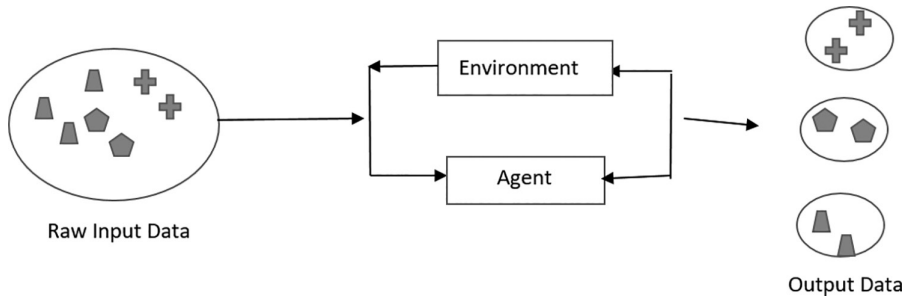 Environment
Agent
Raw Input Data
Output Data